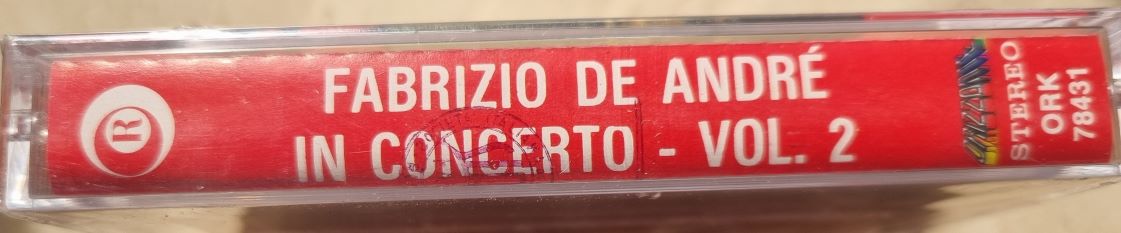 R
FABRIZIO DE ANDRÉ
IN CONCERTO - VOL. 2
STEREO
ORK
78431